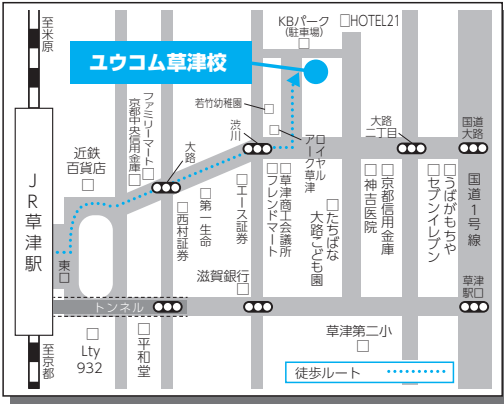 至米原
KBパーク
(駐車場)
HOTEL21
ユウコム草津校
若竹幼稚園
ロイヤル
アーク草津
渋川
大路
二丁目
国道
大路
ファミリーマート
京都中央信用金庫
大路
近鉄
百貨店
JR草津駅
東口
西村証券
第一生命
エース証券
草津商工会議所
フレンドマート
たちばな
大路こども園
京都信用金庫
神吉医院
うばがもちや
セブンイレブン
国道1号線
滋賀銀行
草津
駅口
トンネル
Lty
932
平和堂
草津第二小
至京都
徒歩ルート